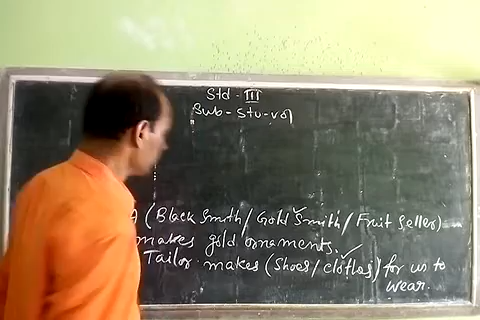 Std - III
Sub - Stu-vol
A (Black Smith/Gold Smith/Fruit Seller)
makes gold ornaments.
Tailor makes (Shoes/clothes) for us to
wear.